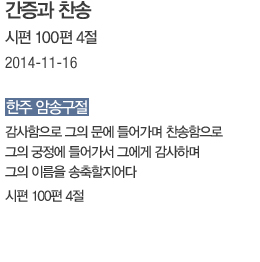 간증과 찬송
시편 100편 4절
2014-11-16
한주 암송구절
감사함으로 그의 문에 들어가며 찬송함으로
그의 궁정에 들어가서 그에게 감사하며
그의 이름을 송축할지어다
시편 100편 4절